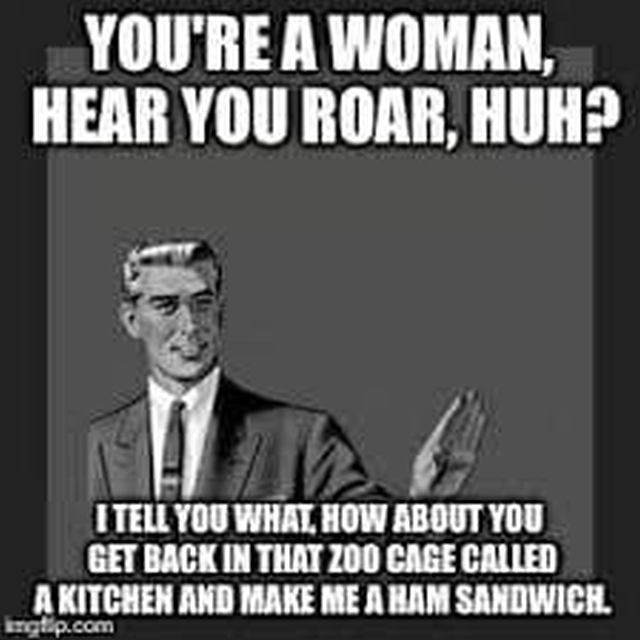 YOU'RE A WOMAN,
HEAR YOU ROAR, HUH?
I TELL YOU WHAT, HOW ABOUT YOU
GET BACK IN THAT ZOO CAGE CALLED
A KITCHEN AND MAKE ME A HAM SANDWICH.
imgflip.com